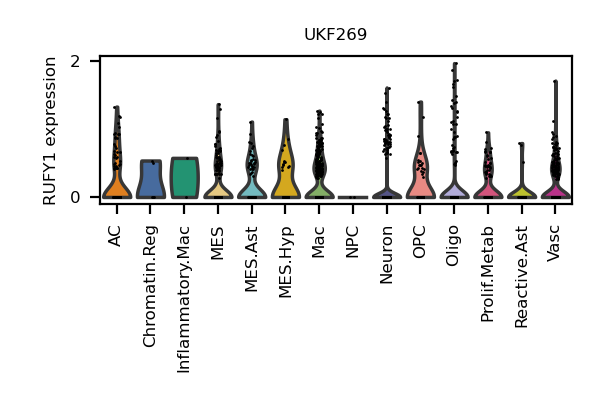 UKF269
RUFY1 expression
2
0
AC
Chromatin.Reg
Inflammatory.Mac
MES
MES.Ast
MES.Hyp
Mac
NPC
Neuron
OPC
Oligo
Prolif.Metab
Reactive.Ast
Vasc